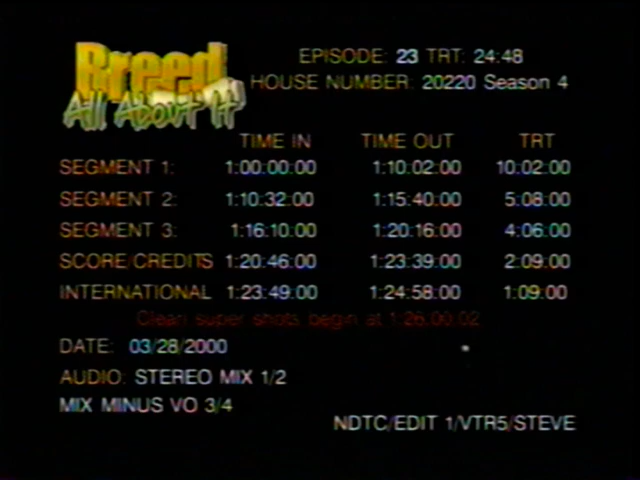 Breed
All About It!
EPISODE: 23 TRT: 24:48
HOUSE NUMBER: 20220 Season 4
TIME IN TIME OUT TRT
SEGMENT 1: 1:00:00:00 1:10:02:00 10:02:00
SEGMENT 2: 1:10:32:00 1:15:40:00 5:08:00
SEGMENT 3: 1:16:10:00 1:20:16:00 4:06:00
SCORE/CREDITS 1:20:46:00 1:23:39:00 2:09:00
INTERNATIONAL 1:23:49:00 1:24:58:00 1:09:00
Clean super shots begin at 1:26:00:02
DATE: 03/28/2000
AUDIO: STEREO MIX 1/2
MIX MINUS VO 3/4
NDTC/EDIT 1/VTR5/STEVE